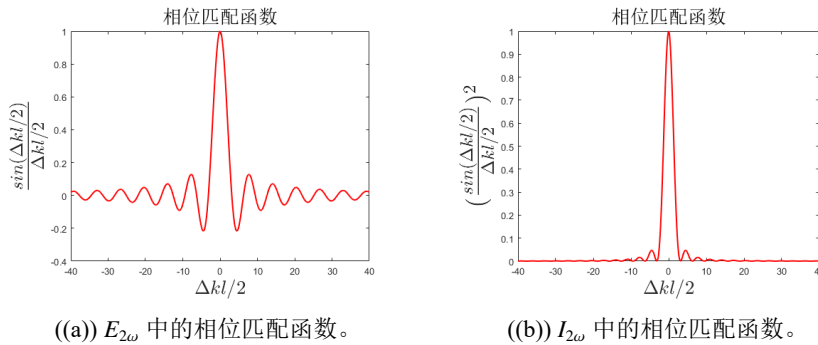 相位匹配函数
1
0.8
0.6
0.4
0.2
0
-0.2
-0.4
-40 -30 -20 -10 0 10 20 30 40
sin(Δkl/2)
Δkl/2
Δkl/2
((a)) E2ω 中的相位匹配函数。
相位匹配函数
1
0.9
0.8
0.7
0.6
0.5
0.4
0.3
0.2
0.1
0
-40 -30 -20 -10 0 10 20 30 40
(sin(Δkl/2)
Δkl/2)²
Δkl/2
((b)) I2ω 中的相位匹配函数。